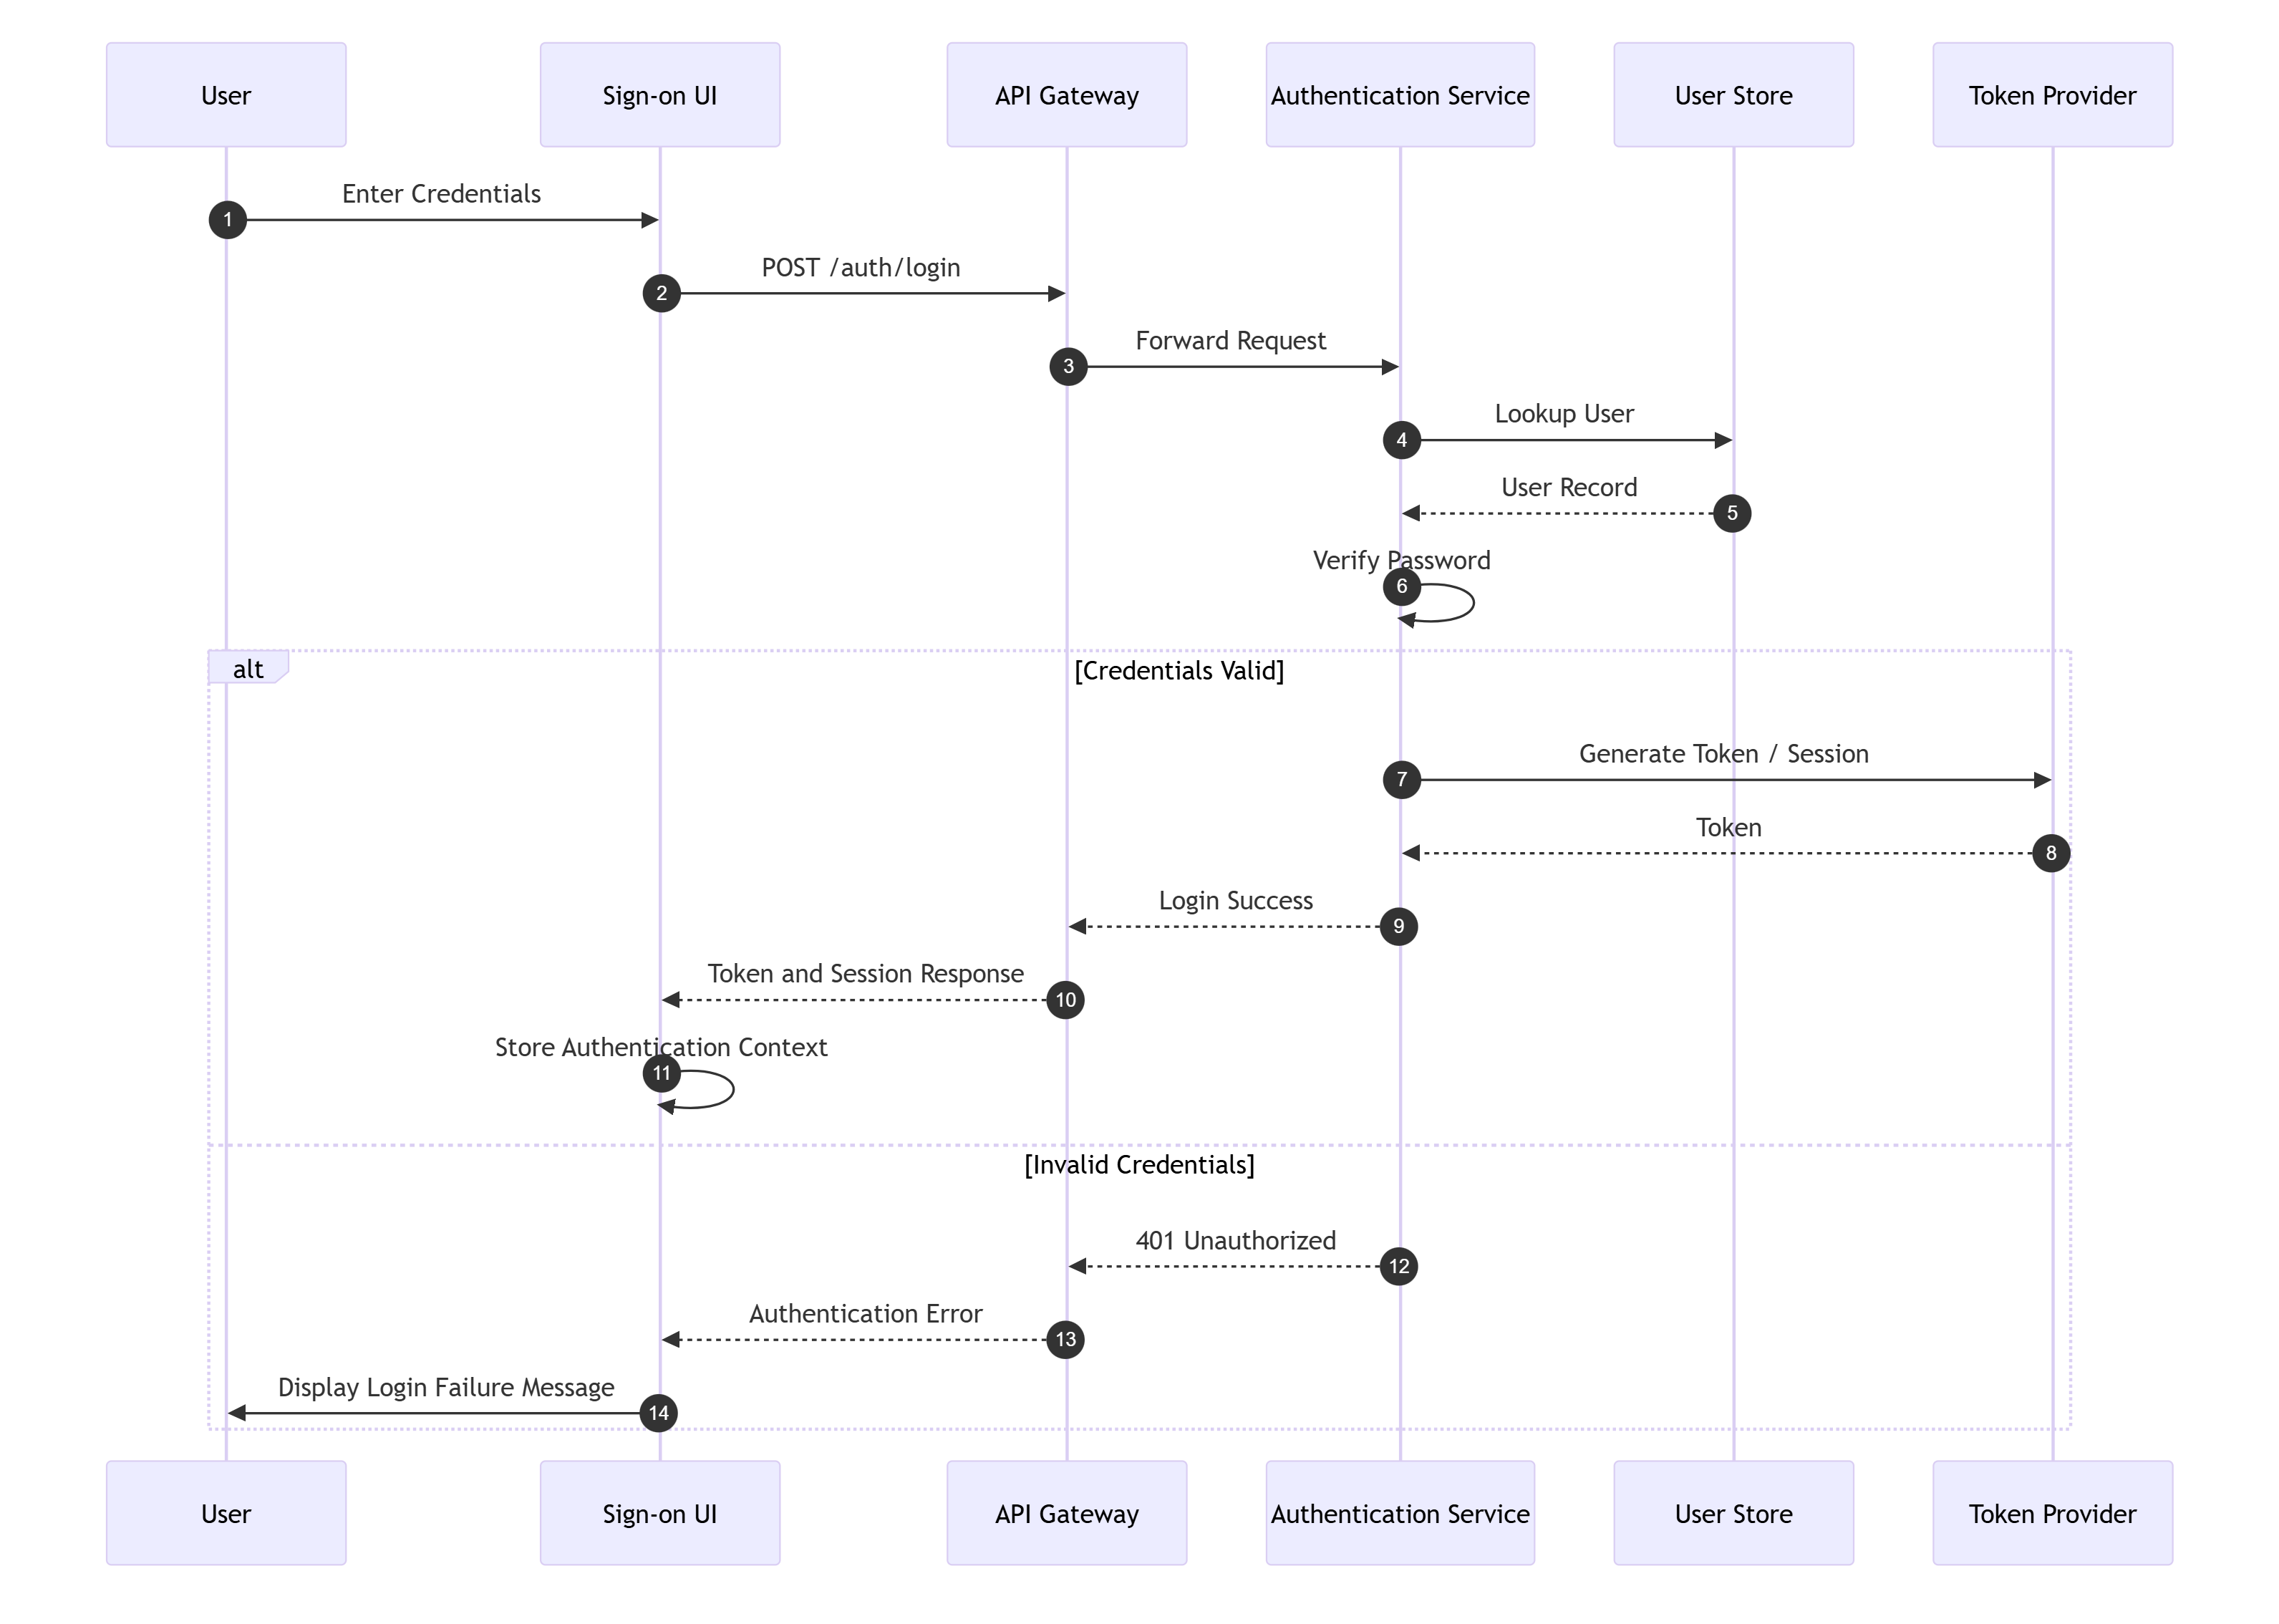 User
Sign-on UI
API Gateway
Authentication Service
User Store
Token Provider
Enter Credentials
1
POST /auth/login
2
Forward Request
3
Lookup User
4
User Record
5
Verify Password
6
alt
[Credentials Valid]
Generate Token / Session
7
Token
8
Login Success
9
Token and Session Response
10
Store Authentication Context
11
[Invalid Credentials]
401 Unauthorized
12
Authentication Error
13
Display Login Failure Message
14
User
Sign-on UI
API Gateway
Authentication Service
User Store
Token Provider